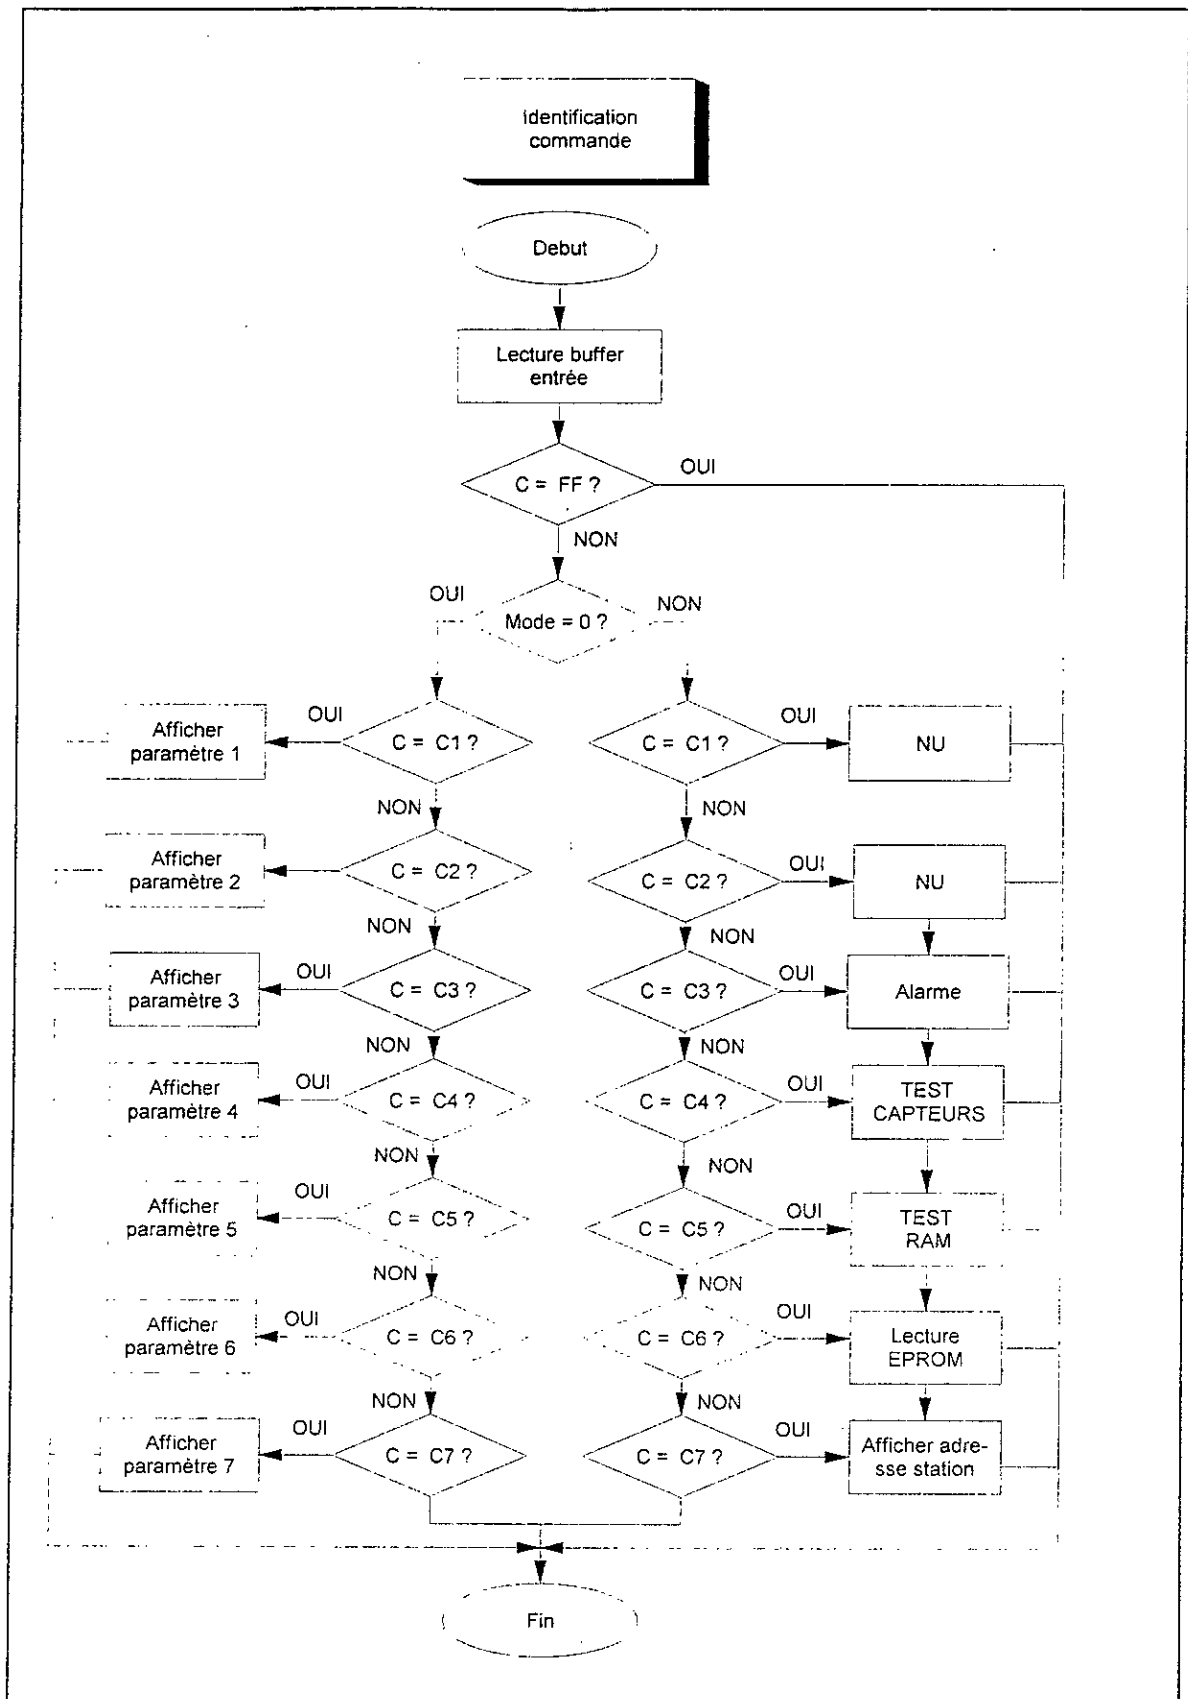 Identification
commande
Debut
Lecture buffer
entrée
C = FF ?
OUI
NON
OUI
Mode = 0 ?
NON
Afficher
paramètre 1
OUI
C = C1 ?
C = C1 ?
OUI
NU
NON
NON
Afficher
paramètre 2
C = C2 ?
C = C2 ?
OUI
NU
NON
NON
Afficher
paramètre 3
OUI
C = C3 ?
C = C3 ?
OUI
Alarme
NON
NON
Afficher
paramètre 4
OUI
C = C4 ?
C = C4 ?
OUI
TEST
CAPTEURS
NON
NON
Afficher
paramètre 5
OUI
C = C5 ?
C = C5 ?
OUI
TEST
RAM
NON
NON
Afficher
paramètre 6
OUI
C = C6 ?
C = C6 ?
OUI
Lecture
EPROM
NON
NON
Afficher
paramètre 7
OUI
C = C7 ?
C = C7 ?
OUI
Afficher adre-
sse station
Fin